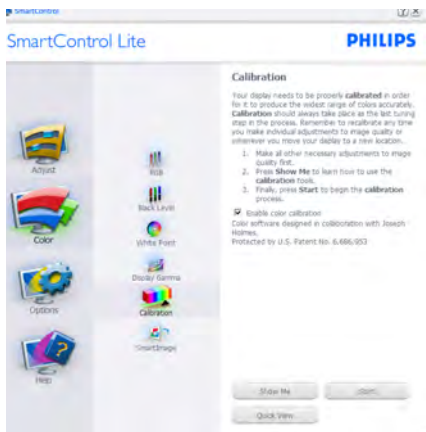 SmartControl
SmartControl Lite
PHILIPS
Adjust
Color
Options
Help
RGB
Black Level
White Point
Display Gamma
Calibration
SmartImage
Calibration
Your display needs to be properly calibrated in order
for it to produce the widest range of colors accurately.
Calibration should always take place as the last tuning
step in the process. Remember to recalibrate any time
you make individual adjustments to image quality or
whenever you move your display to a new location.
1. Make all other necessary adjustments to image
quality first.
2. Press Show Me to learn how to use the
calibration tools.
3. Finally, press Start to begin the calibration
process.
Enable color calibration
Color software designed in collaboration with Joseph
Holmes.
Protected by U.S. Patent No. 6,686,953
Show Me
Start
Quick View